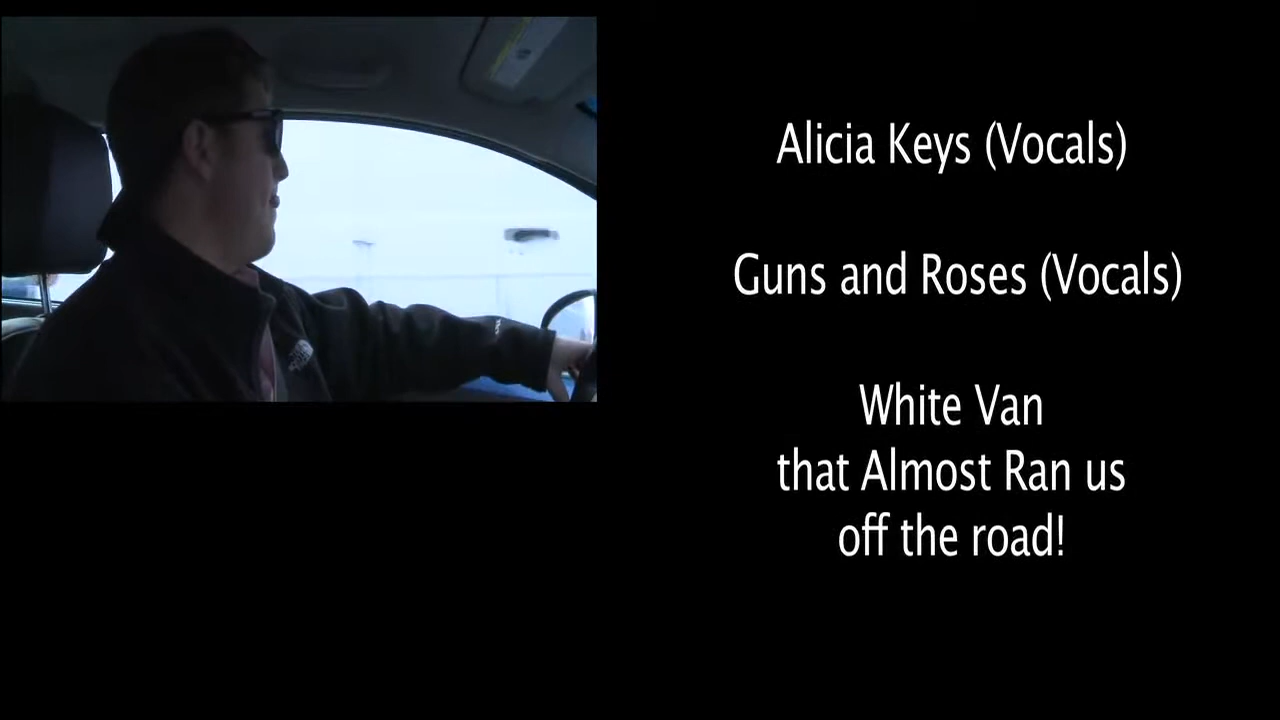 Alicia Keys (Vocals)
Guns and Roses (Vocals)
White Van
that Almost Ran us
off the road!